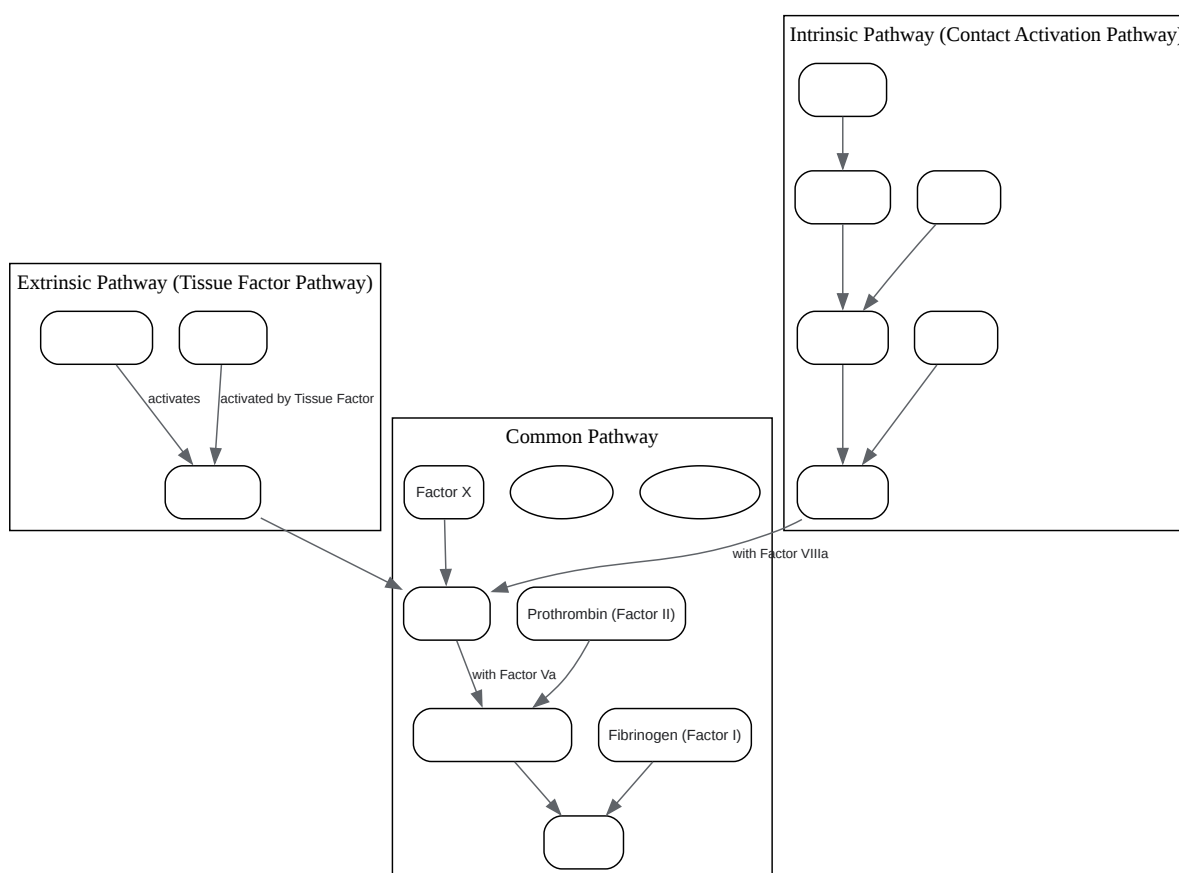 Intrinsic Pathway (Contact Activation Pathway)
Extrinsic Pathway (Tissue Factor Pathway)
activates
activated by Tissue Factor
Common Pathway
Factor X
with Factor VIIIa
Prothrombin (Factor II)
with Factor Va
Fibrinogen (Factor I)